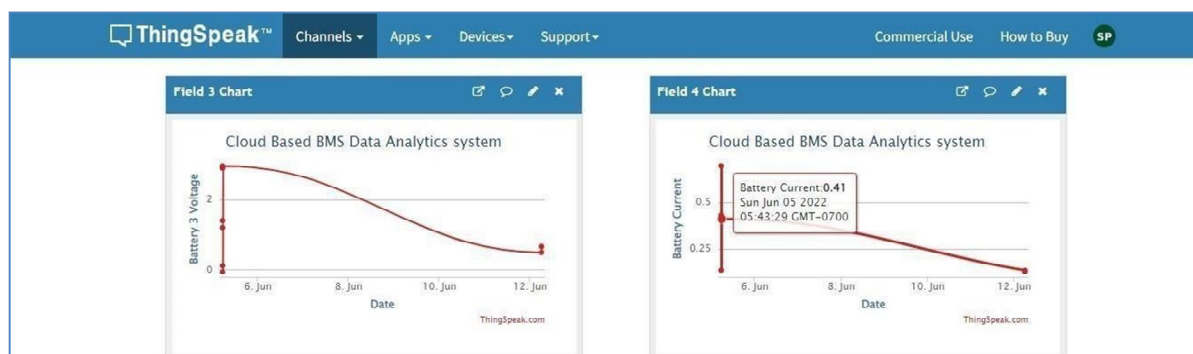 ThingSpeak™ Channels Apps Devices Support Commercial Use How to Buy SP
Field 3 Chart
Cloud Based BMS Data Analytics system
Battery 3 Voltage
2
0
6. Jun 8. Jun 10. Jun 12. Jun
Date
ThingSpeak.com
Field 4 Chart
Cloud Based BMS Data Analytics system
Battery Current
0.5
0.25
Battery Current:0.41
Sun Jun 05 2022
05:43:29 GMT-0700
6. Jun 8. Jun 10. Jun 12. Jun
Date
ThingSpeak.com